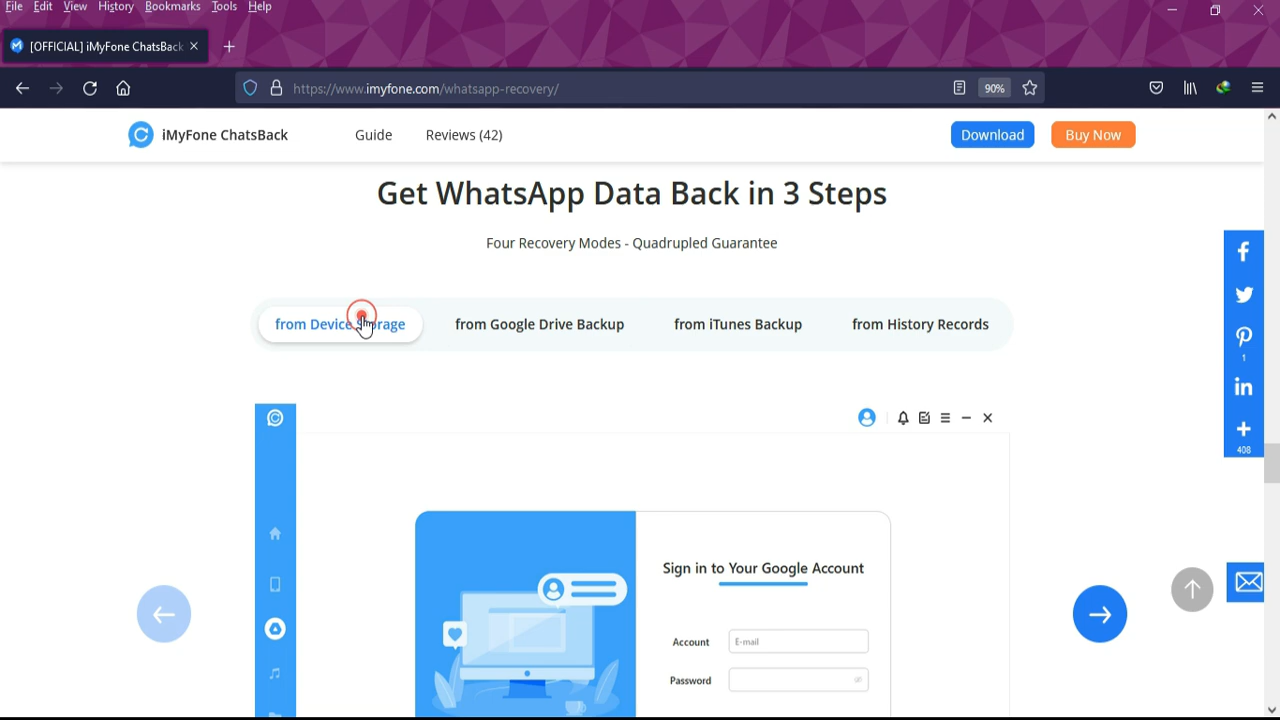 File Edit View History Bookmarks Tools Help
[OFFICIAL] iMyFone ChatsBack
https://www.imyfone.com/whatsapp-recovery/
90%
iMyFone ChatsBack
Guide
Reviews (42)
Download
Buy Now
Get WhatsApp Data Back in 3 Steps
Four Recovery Modes - Quadrupled Guarantee
from Device Storage
from Google Drive Backup
from iTunes Backup
from History Records
1
408
Sign in to Your Google Account
Account
E-mail
Password